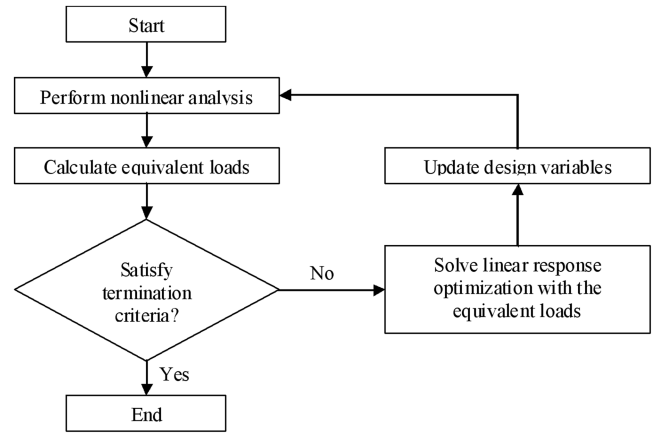 Start
Perform nonlinear analysis
Calculate equivalent loads
Update design variables
Satisfy
termination
criteria?
No
Solve linear response
optimization with the
equivalent loads
Yes
End